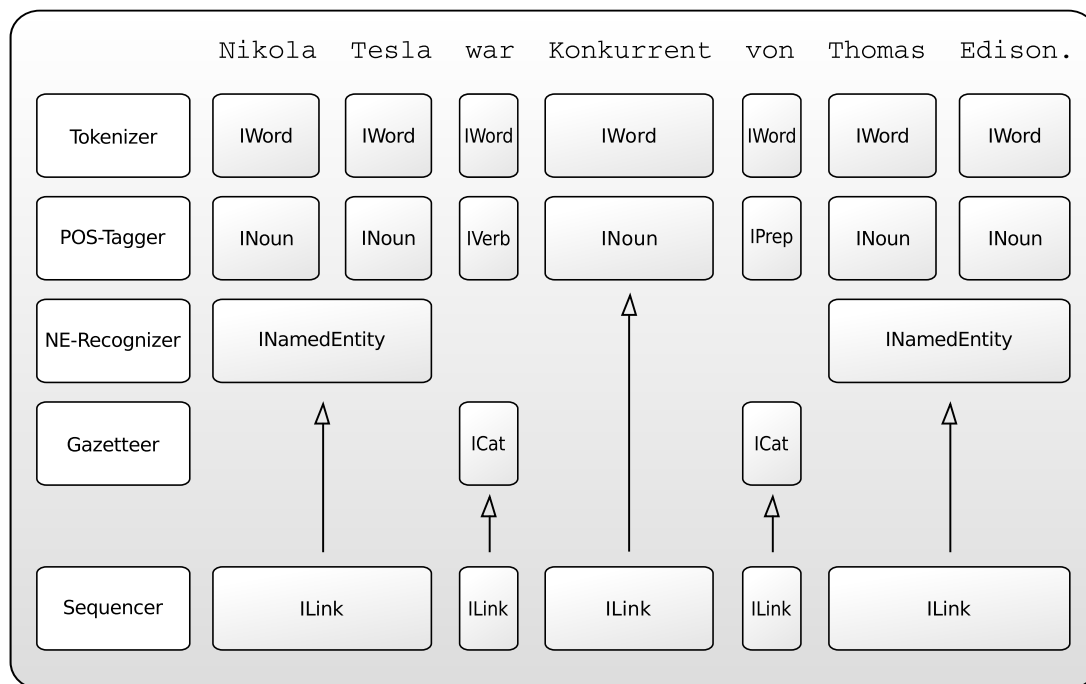 Nikola Tesla war Konkurrent von Thomas Edison.
Tokenizer IWord IWord IWord IWord IWord IWord IWord
POS-Tagger INoun INoun IVerb INoun IPrep INoun INoun
NE-Recognizer INamedEntity INamedEntity
Gazetteer ICat ICat
Sequencer ILink ILink ILink ILink ILink